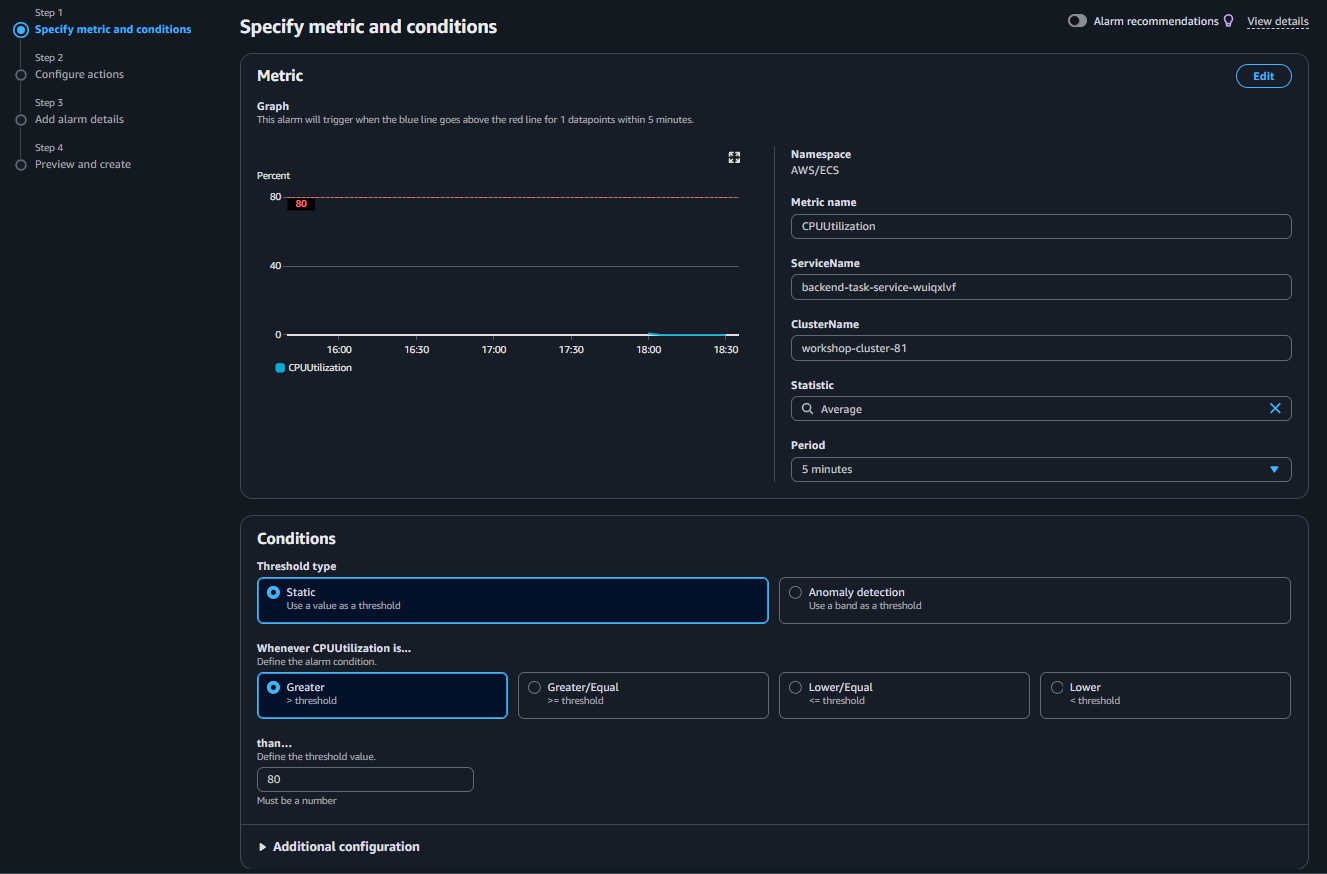 Step 1
Specify metric and conditions
Step 2
Configure actions
Step 3
Add alarm details
Step 4
Preview and create
Specify metric and conditions
Alarm recommendations
View details
Metric
Edit
Graph
This alarm will trigger when the blue line goes above the red line for 1 datapoints within 5 minutes.
Percent
80
80
40
0
16:00 16:30 17:00 17:30 18:00 18:30
CPUUtilization
Namespace
AWS/ECS
Metric name
CPUUtilization
ServiceName
backend-task-service-wuiqxlvf
ClusterName
workshop-cluster-81
Statistic
Average
Period
5 minutes
Conditions
Threshold type
Static
Use a value as a threshold
Anomaly detection
Use a band as a threshold
Whenever CPUUtilization is...
Define the alarm condition.
Greater
> threshold
Greater/Equal
>= threshold
Lower/Equal
<= threshold
Lower
< threshold
than...
Define the threshold value.
80
Must be a number
Additional configuration